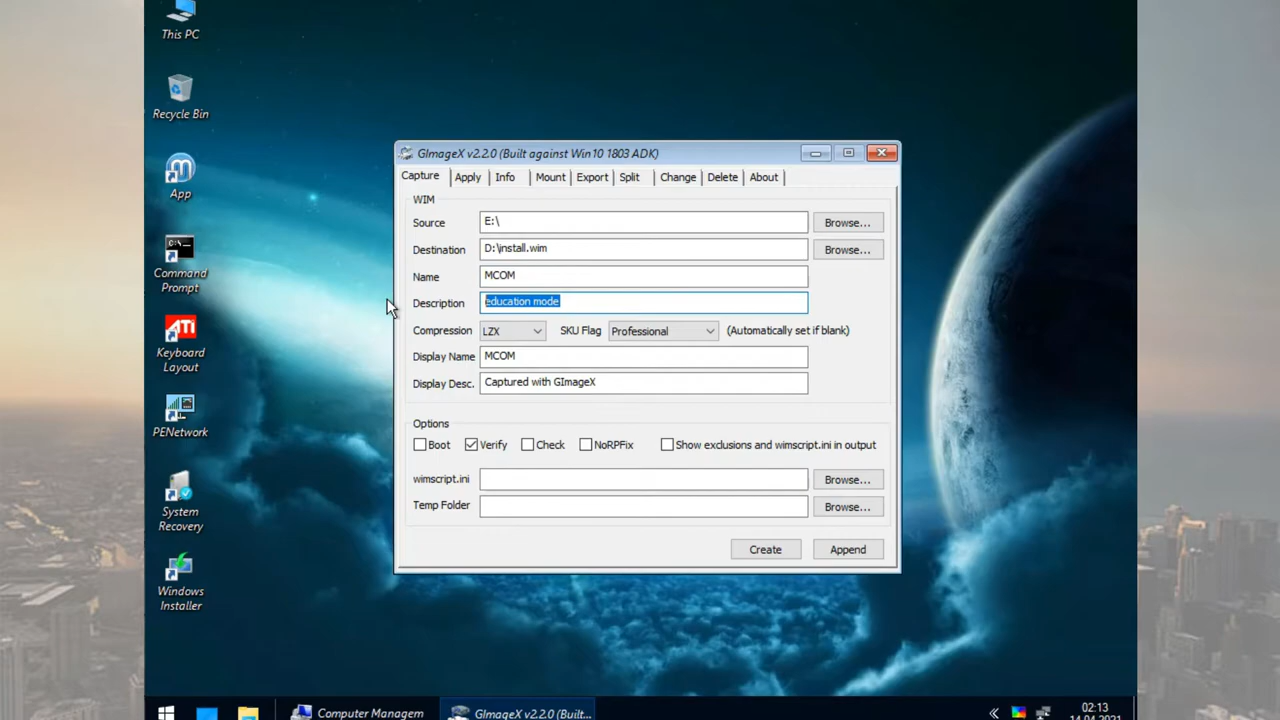 This PC
Recycle Bin
App
Command
Prompt
Keyboard
Layout
PENetwork
System
Recovery
Windows
Installer
GImageX v2.2.0 (Built against Win10 1803 ADK)
Capture Apply Info Mount Export Split Change Delete About
WIM
Source E:\ Browse...
Destination D:\install.wim Browse...
Name MCOM
Description education mode
Compression LZX SKU Flag Professional (Automatically set if blank)
Display Name MCOM
Display Desc. Captured with GImageX
Options
Boot Verify Check NoRPFix Show exclusions and wimscript.ini in output
wimscript.ini Browse...
Temp Folder Browse...
Create Append
Computer Managem
GImageX v2.2.0 (Built...
02:13
14.04.2021